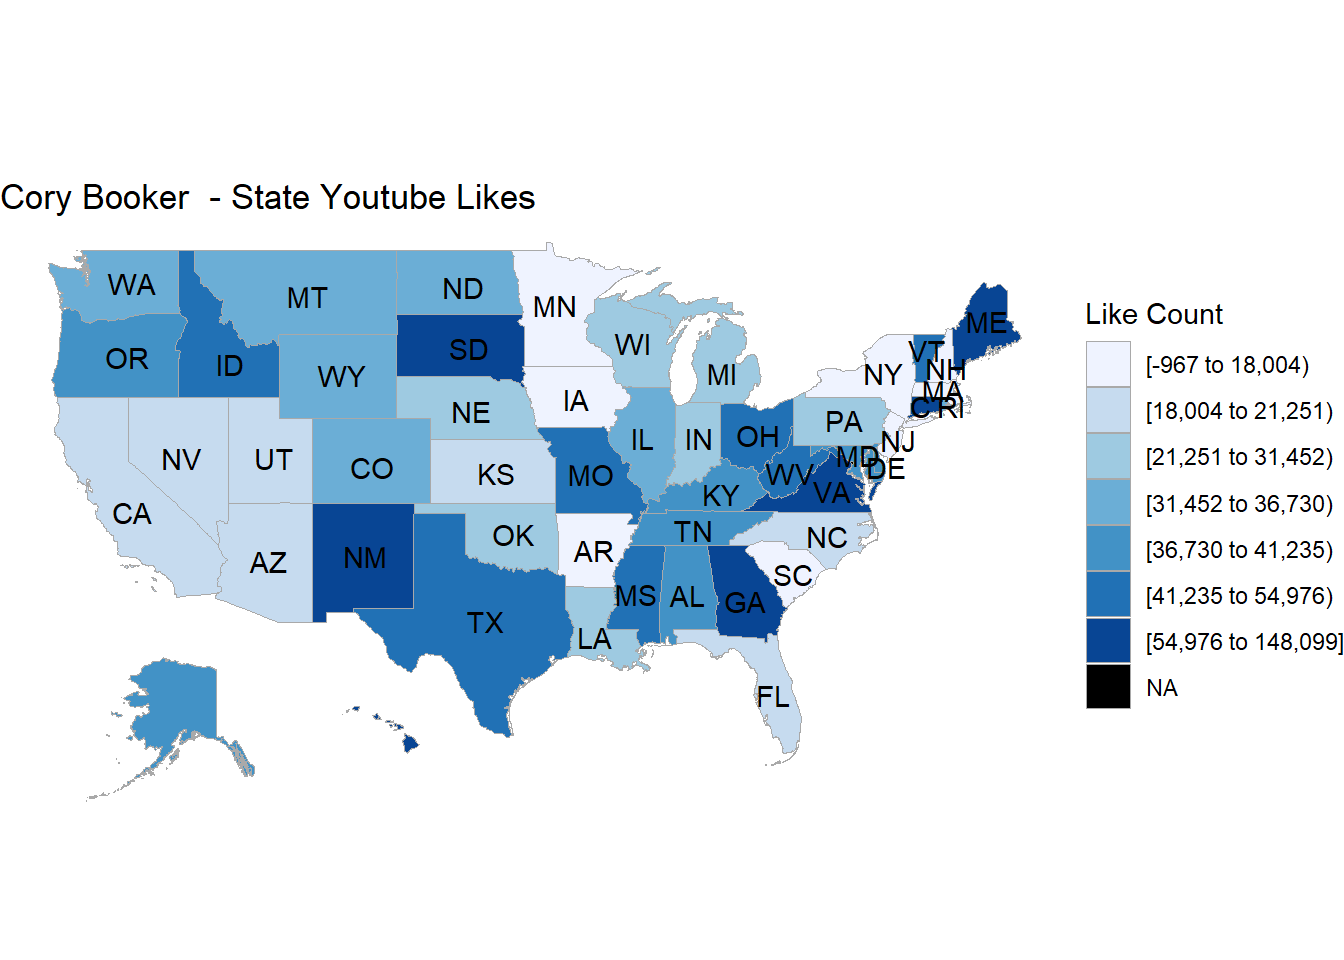 Cory Booker  - State Youtube Likes
WA
MT
ND
MN
OR
ID
WY
SD
WI
MI
NY
VT
ME
NH
MA
CT
RI
NE
IA
IL
IN
OH
PA
NJ
NV
UT
CO
KS
MO
KY
WV
MD
DE
VA
CA
AZ
NM
OK
AR
TN
NC
SC
TX
LA
MS
AL
GA
FL
Like Count
[-967 to 18,004)
[18,004 to 21,251)
[21,251 to 31,452)
[31,452 to 36,730)
[36,730 to 41,235)
[41,235 to 54,976)
[54,976 to 148,099]
NA